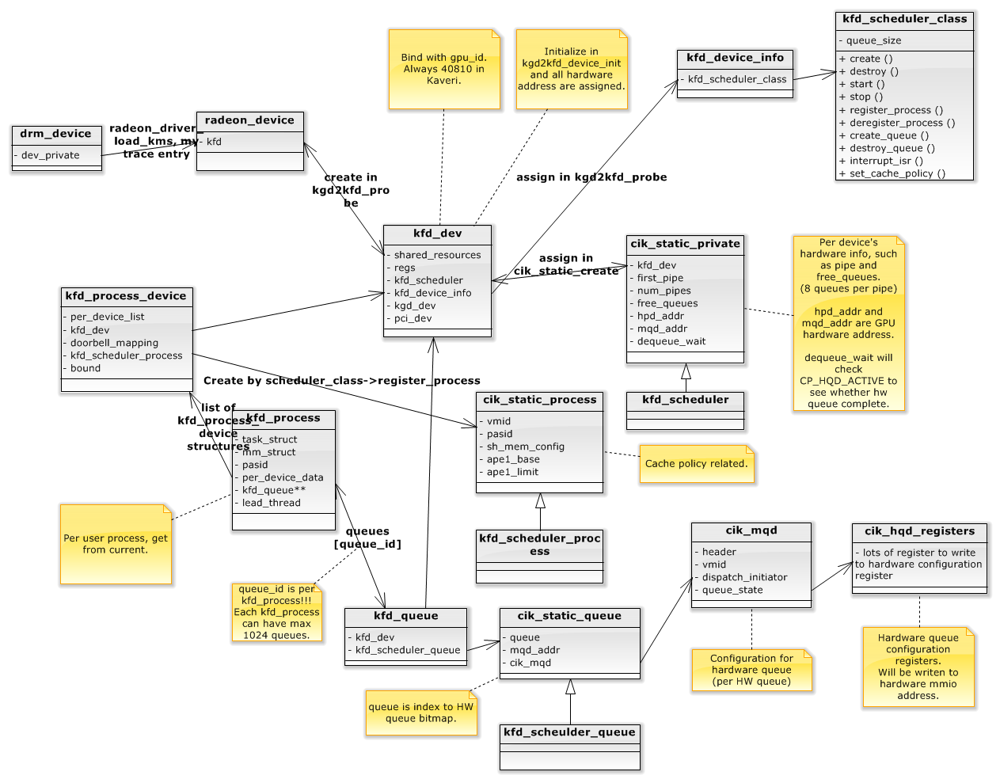 kfd_scheduler_class
- queue_size
+ create ()
+ destroy ()
+ start ()
+ stop ()
+ register_process ()
+ deregister_process ()
+ create_queue ()
+ destroy_queue ()
+ interrupt_isr ()
+ set_cache_policy ()
Bind with gpu_id.
Always 40810 in
Kaveri.
Initialize in
kgd2kfd_device_init
and all hardware
address are assigned.
kfd_device_info
- kfd_scheduler_class
drm_device
- dev_private
radeon_driver_
load_kms, my
trace entry
radeon_device
- kfd
create in
kgd2kfd_pro
be
assign in kgd2kfd_probe
kfd_dev
- shared_resources
- regs
- kfd_scheduler
- kfd_device_info
- kgd_dev
- pci_dev
assign in
cik_static_create
cik_static_private
- kfd_dev
- first_pipe
- num_pipes
- free_queues
- hpd_addr
- mqd_addr
- dequeue_wait
Per device's
hardware info, such
as pipe and
free_queues.
(8 queues per pipe)
hpd_addr and
mqd_addr are GPU
hardware address.
dequeue_wait will
check
CP_HQD_ACTIVE to
see whether hw
queue complete.
kfd_scheduler
kfd_process_device
- per_device_list
- kfd_dev
- doorbell_mapping
- kfd_scheduler_process
- bound
Create by scheduler_class->register_process
cik_static_process
- vmid
- pasid
- sh_mem_config
- ape1_base
- ape1_limit
Cache policy related.
kfd_scheduler_proc
ess
list of
kfd_process_
device
structures
kfd_process
- task_struct
- mm_struct
- pasid
- per_device_data
- kfd_queue**
- lead_thread
Per user process, get
from current.
queues
[queue_id]
queue_id is per
kfd_process!!!
Each kfd_process
can have max
1024 queues.
kfd_queue
- kfd_dev
- kfd_scheduler_queue
cik_static_queue
- queue
- mqd_addr
- cik_mqd
queue is index to HW
queue bitmap.
kfd_scheulder_queue
cik_mqd
- header
- vmid
- dispatch_initiator
- queue_state
Configuration for
hardware queue
(per HW queue)
cik_hqd_registers
- lots of register to write
to hardware configuration
register
Hardware queue
configuration
registers.
Will be writen to
hardware mmio
address.